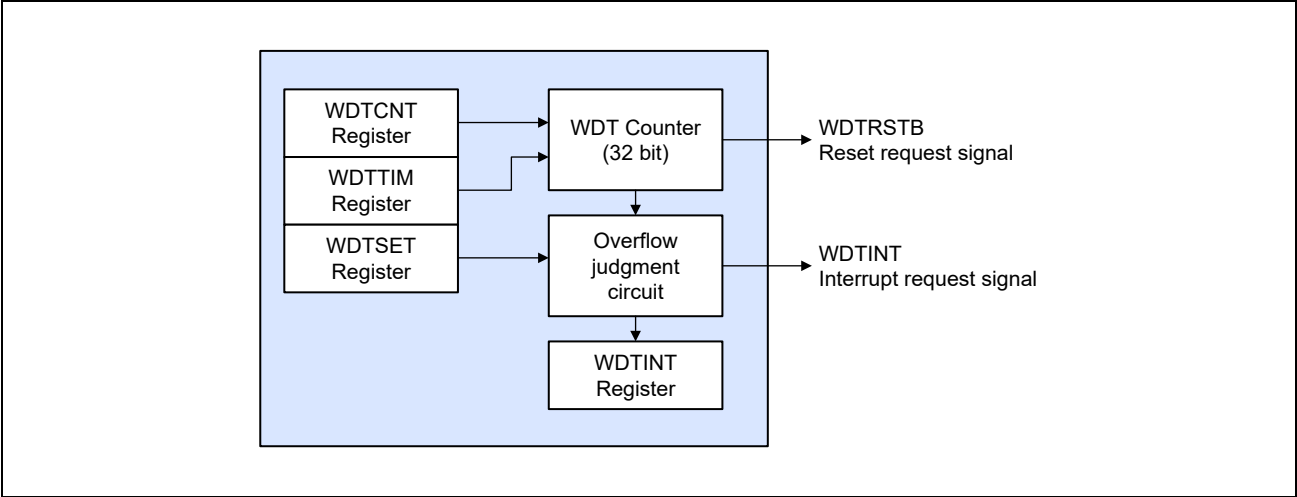 WDTCNT
Register
WDTTIM
Register
WDTSET
Register
WDT Counter
(32 bit)
Overflow
judgment
circuit
WDTINT
Register
WDTRSTB
Reset request signal
WDTINT
Interrupt request signal